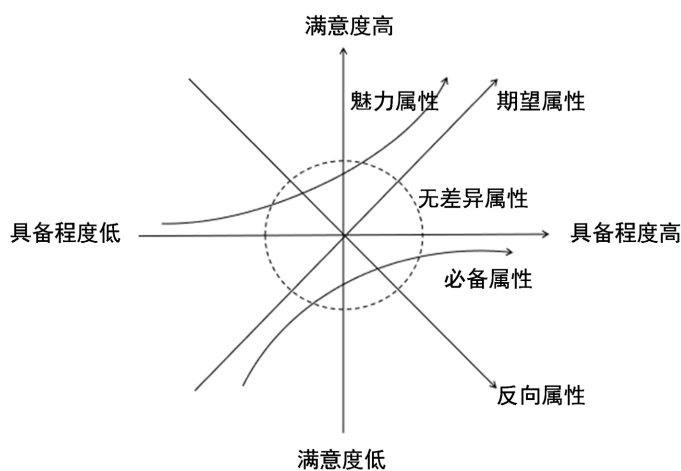 满意度高
魅力属性
期望属性
无差异属性
具备程度低
具备程度高
必备属性
反向属性
满意度低